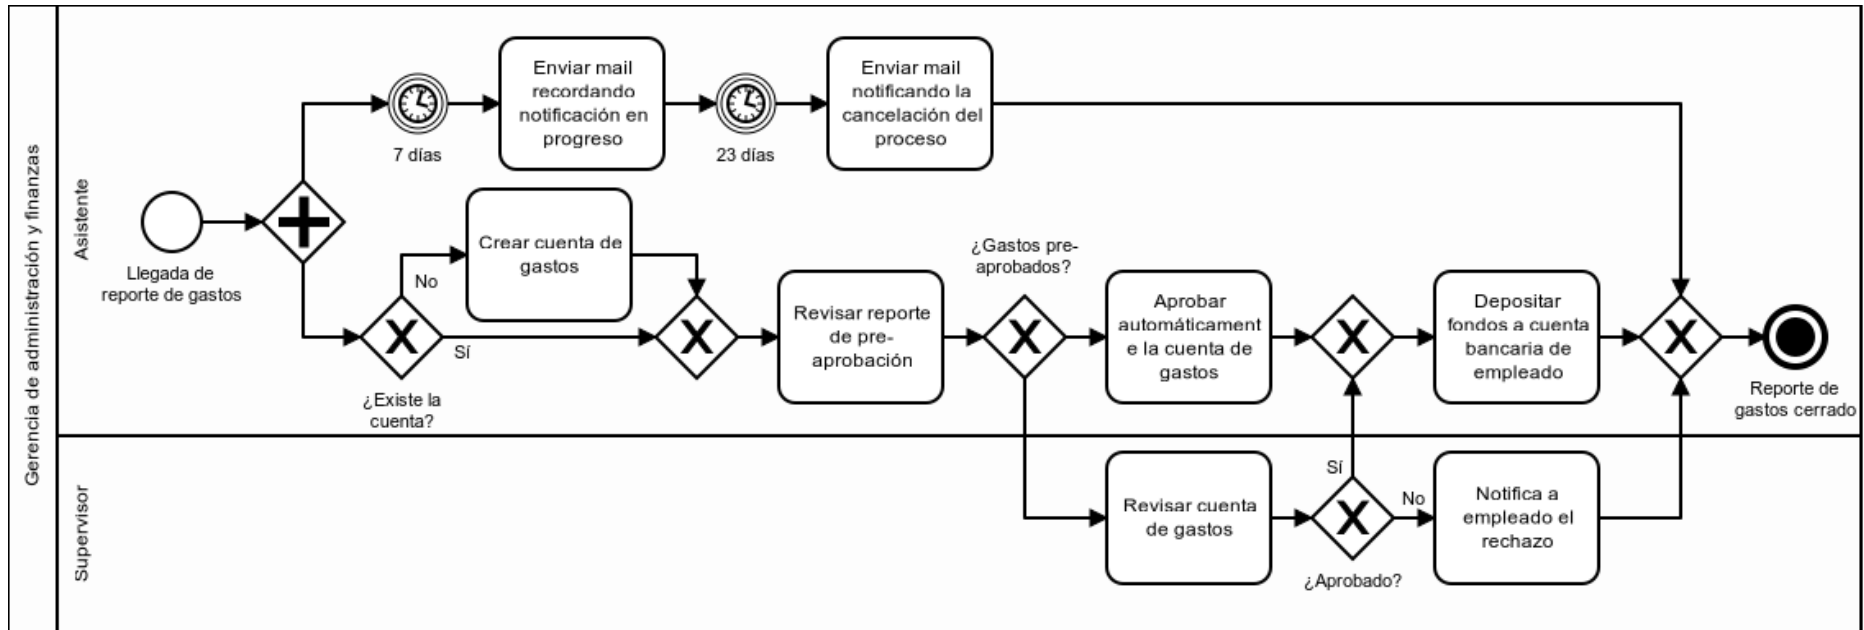 Gerencia de administración y finanzas
Asistente
Supervisor
Llegada de
reporte de gastos
7 días
Enviar mail
recordando
notificación en
progreso
23 días
Enviar mail
notificando la
cancelación del
proceso
¿Existe la
cuenta?
No
Sí
Crear cuenta de
gastos
Revisar reporte
de pre-
aprobación
¿Gastos pre-
aprobados?
Aprobar
automáticament
e la cuenta de
gastos
Depositar
fondos a cuenta
bancaria de
empleado
Reporte de
gastos cerrado
Revisar cuenta
de gastos
Sí
No
¿Aprobado?
Notifica a
empleado el
rechazo